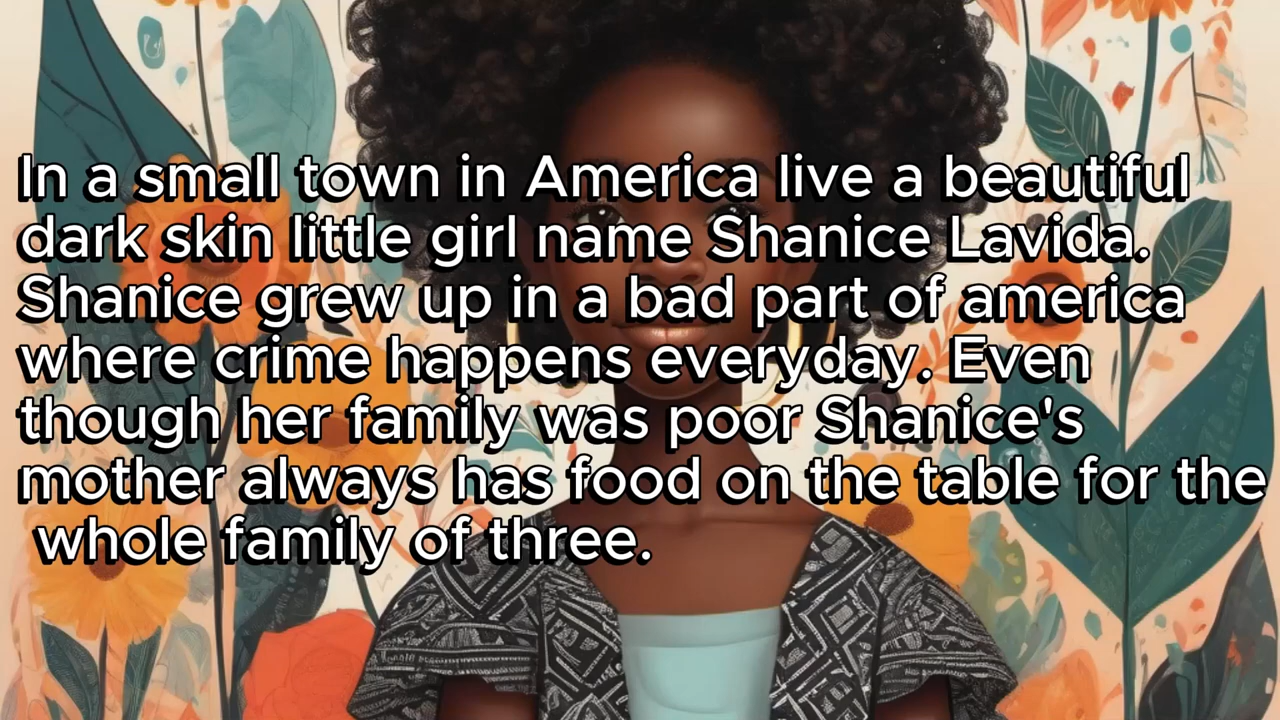 In a small town in America live a beautiful
dark skin little girl name Shanice Lavida.
Shanice grew up in a bad part of america
where crime happens everyday. Even
though her family was poor Shanice's
mother always has food on the table for the
whole family of three.